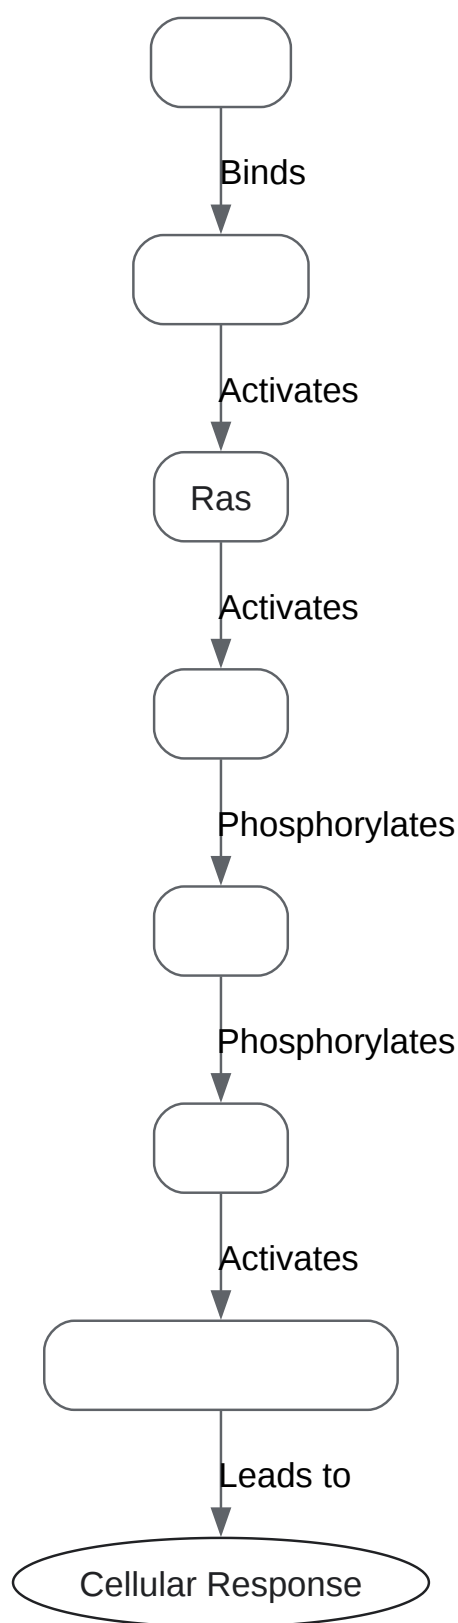 Binds
Activates
Ras
Activates
Phosphorylates
Phosphorylates
Activates
Leads to
Cellular Response